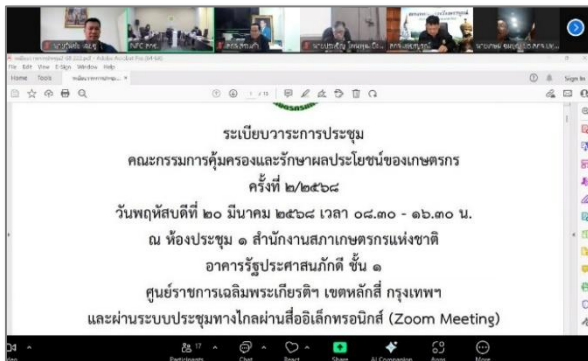 NFC สภช.
Home Tools
File Edit View E-Sign Window Help
Sign In
ระเบียบวาระการประชุม
คณะกรรมการคุ้มครองและรักษาผลประโยชน์ของเกษตรกร
ครั้งที่ ๒/๒๕๖๘
วันพฤหัสบดีที่ ๒๐ มีนาคม ๒๕๖๘ เวลา ๐๘.๓๐ - ๑๖.๓๐ น.
ณ ห้องประชุม ๑ สำนักงานสภาเกษตรกรแห่งชาติ
อาคารรัฐประศาสนภักดี ชั้น ๑
ศูนย์ราชการเฉลิมพระเกียรติฯ เขตหลักสี่ กรุงเทพฯ
และผ่านระบบประชุมทางไกลผ่านสื่ออิเล็กทรอนิกส์ (Zoom Meeting)
17
Participants Chat React Share AI Companion Apps More